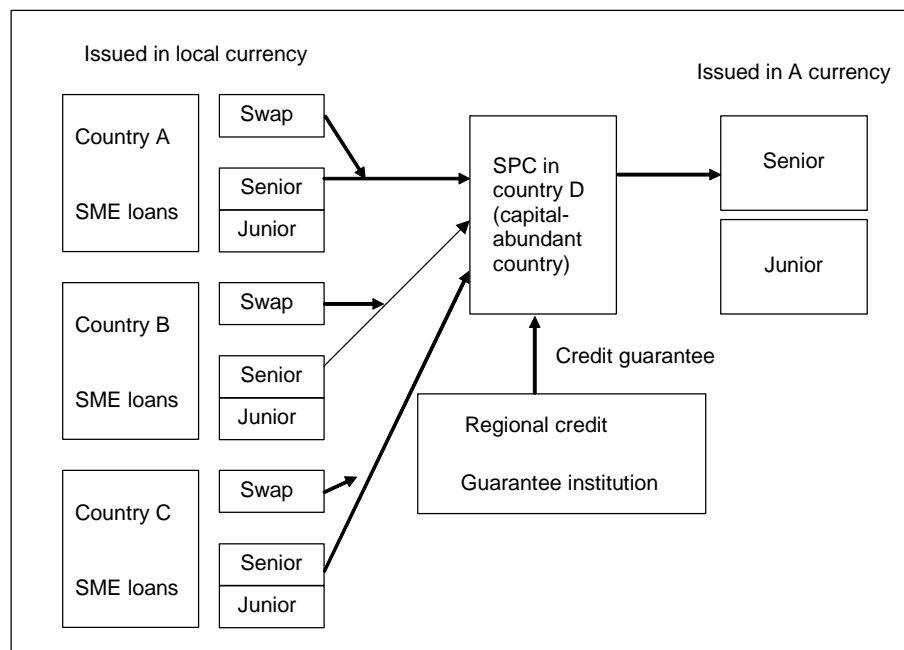 Issued in local currency
Country A
SME loans
Swap
Senior
Junior
Country B
SME loans
Swap
Senior
Junior
Country C
SME loans
Swap
Senior
Junior
SPC in
country D
(capital-
abundant
country)
Credit guarantee
Regional credit
Guarantee institution
Issued in A currency
Senior
Junior